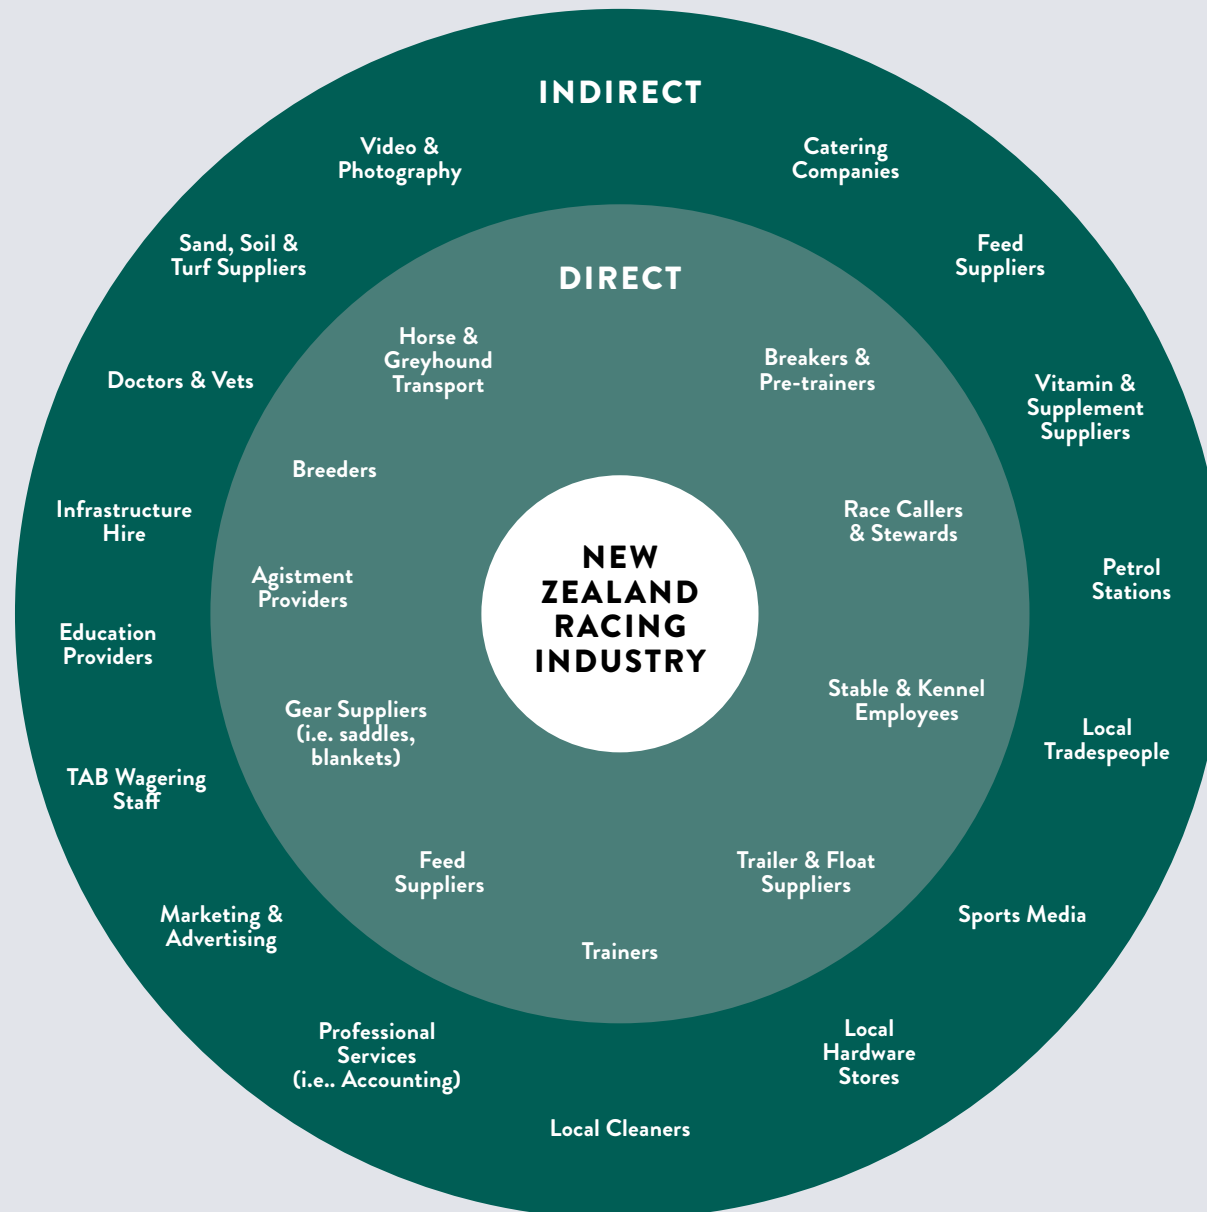 INDIRECT
Video &
Photography
Catering
Companies
Sand, Soil &
Turf Suppliers
Feed
Suppliers
Doctors & Vets
Vitamin &
Supplement
Suppliers
Infrastructure
Hire
Petrol
Stations
Education
Providers
Local
Tradespeople
TAB Wagering
Staff
Marketing &
Advertising
Sports Media
Professional
Services
(i.e.. Accounting)
Local
Hardware
Stores
Local Cleaners
DIRECT
Horse &
Greyhound
Transport
Breakers &
Pre-trainers
Breeders
Race Callers
& Stewards
Agistment
Providers
Stable & Kennel
Employees
Gear Suppliers
(i.e. saddles,
blankets)
Feed
Suppliers
Trailer & Float
Suppliers
Trainers
NEW
ZEALAND
RACING
INDUSTRY